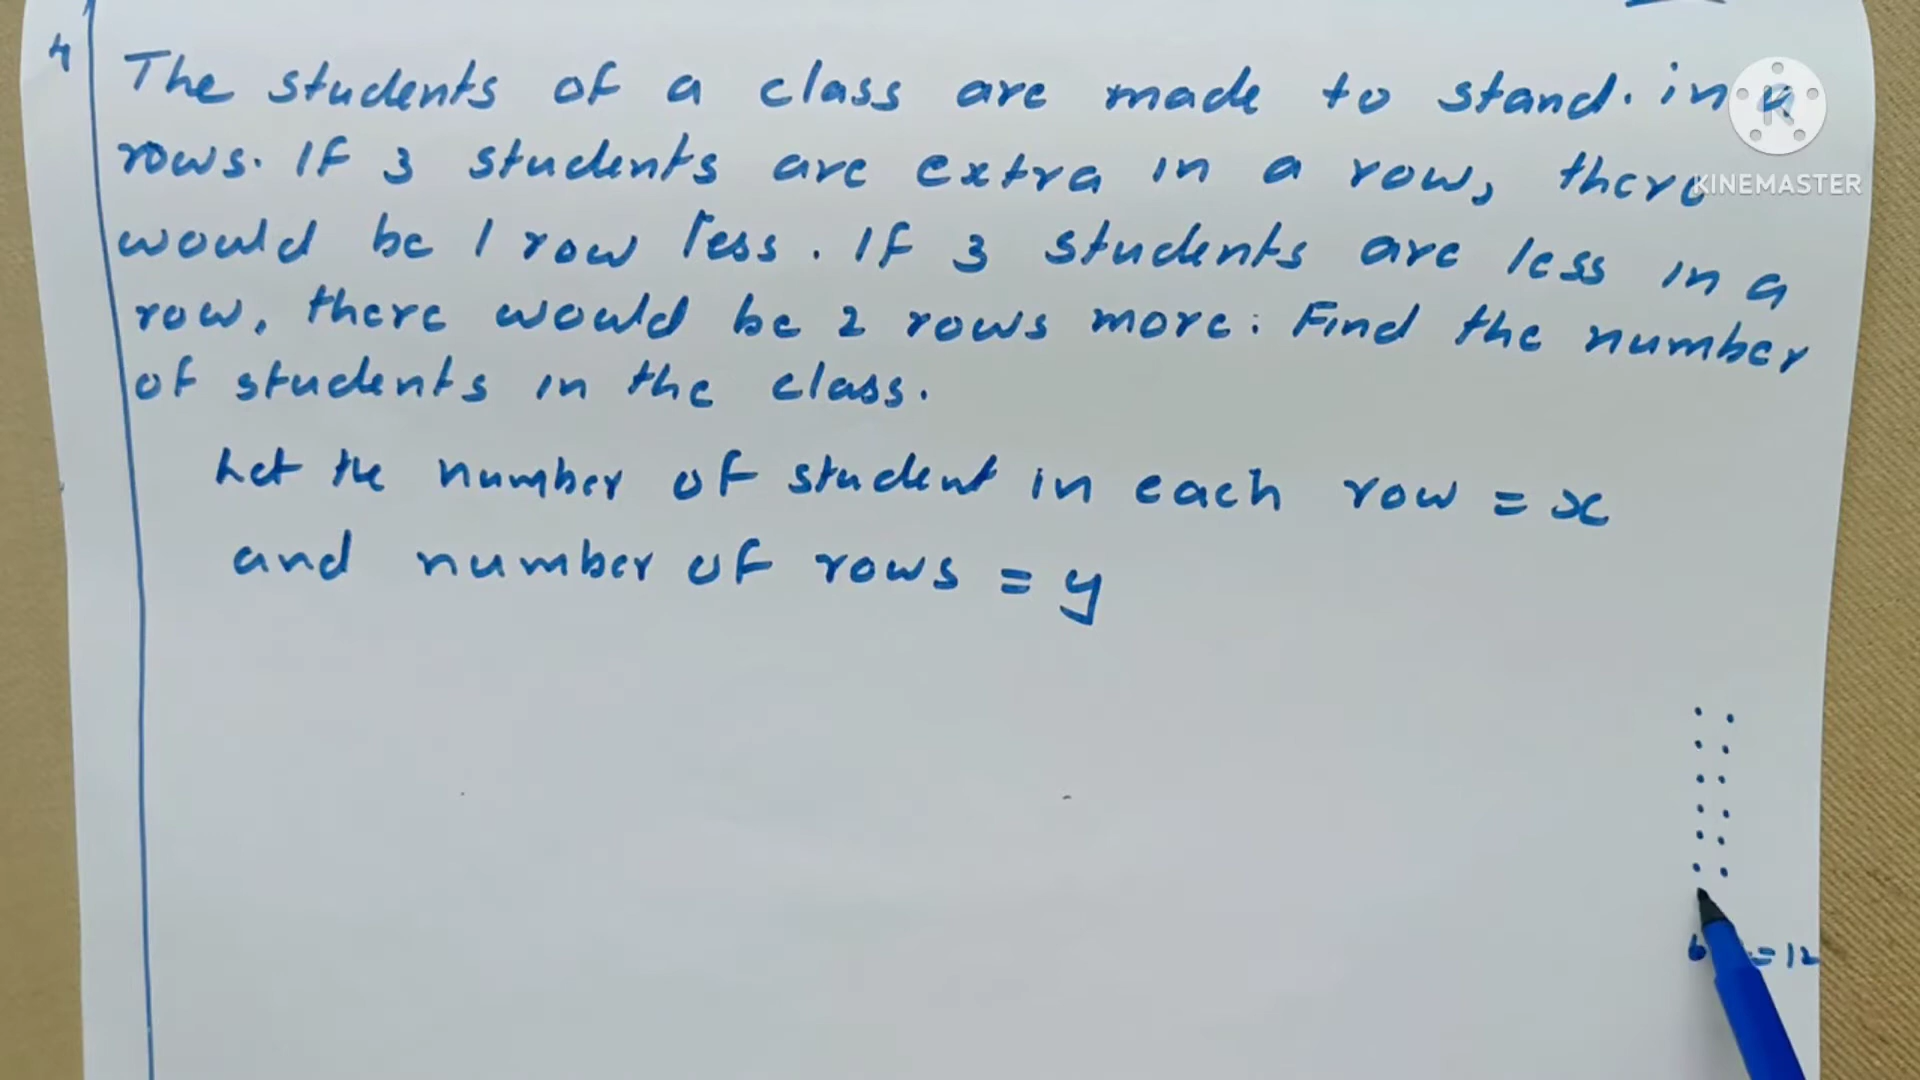 4
The students of a class are made to stand. in
rows. If 3 students are extra in a row, there
KINEMASTER
would be 1 row less. If 3 students are less in a
row, there would be 2 rows more. Find the number
of students in the class.
Let the number of student in each row = x
and number of rows = y
6 = 12